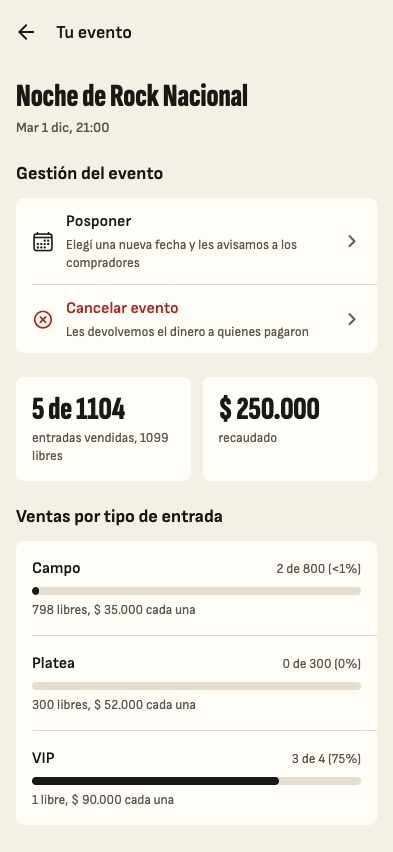 Tu evento
Noche de Rock Nacional
Mar 1 dic, 21:00
Gestión del evento
Posponer
Elegí una nueva fecha y les avisamos a los
compradores
Cancelar evento
Les devolvemos el dinero a quienes pagaron
5 de 1104
entradas vendidas, 1099
libres
$ 250.000
recaudado
Ventas por tipo de entrada
Campo
2 de 800 (<1%)
798 libres, $ 35.000 cada una
Platea
0 de 300 (0%)
300 libres, $ 52.000 cada una
VIP
3 de 4 (75%)
1 libre, $ 90.000 cada una